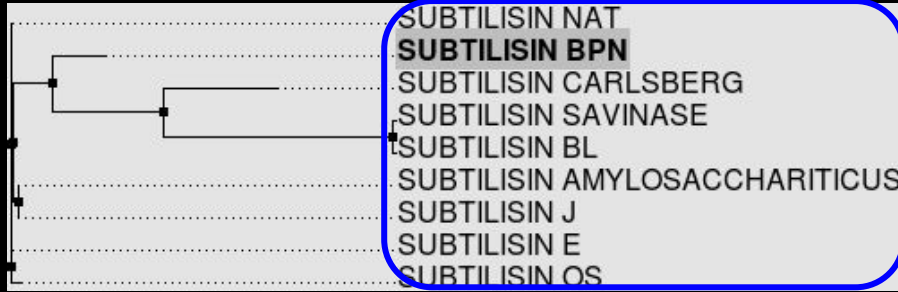 SUBTILISIN NAT
SUBTILISIN BPN
SUBTILISIN CARLSBERG
SUBTILISIN SAVINASE
SUBTILISIN BL
SUBTILISIN AMYLOSACCHARITICUS
SUBTILISIN J
SUBTILISIN E
SUBTILISIN OS